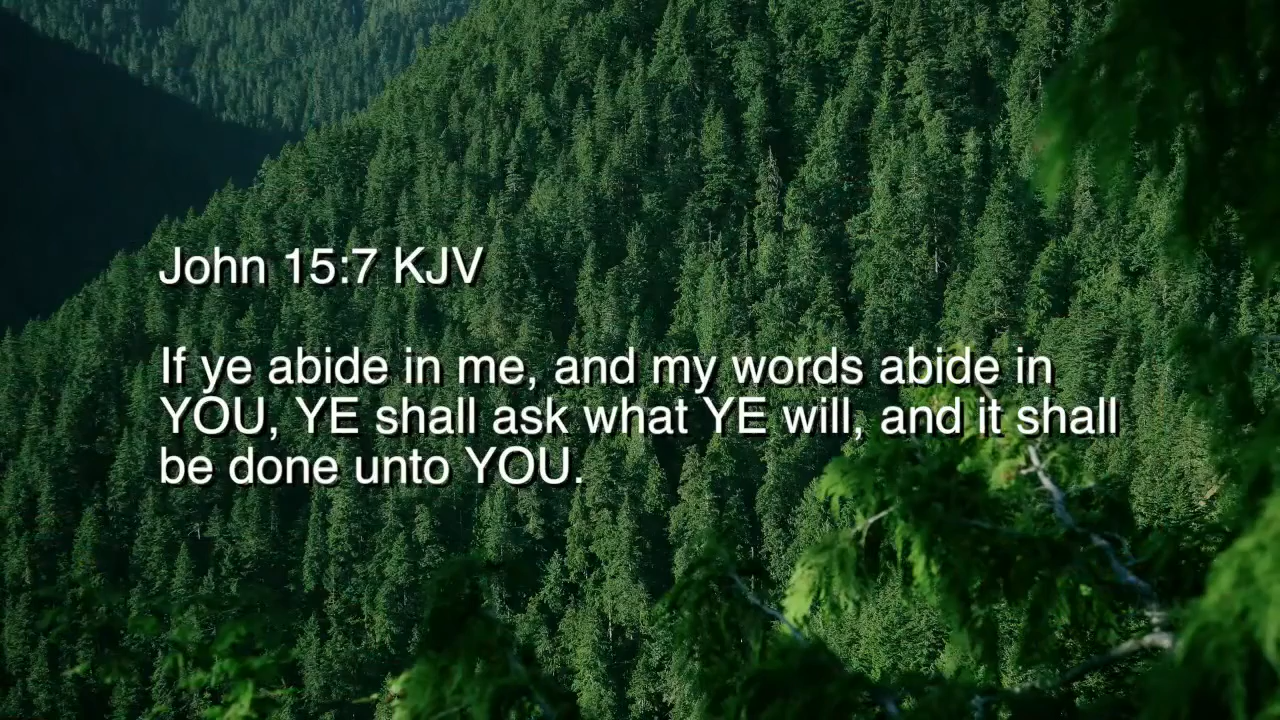 John 15:7 KJV
If ye abide in me, and my words abide in
YOU, YE shall ask what YE will, and it shall
be done unto YOU.